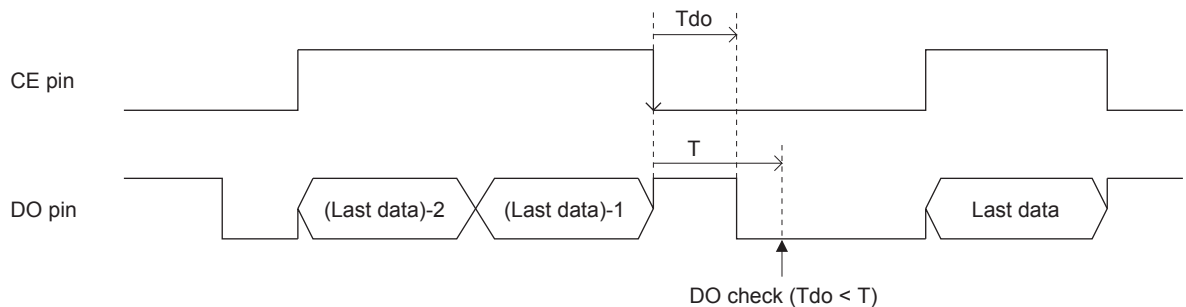 Tdo
CE pin
T
DO pin
(Last data)-2
(Last data)-1
Last data
DO check (Tdo < T)